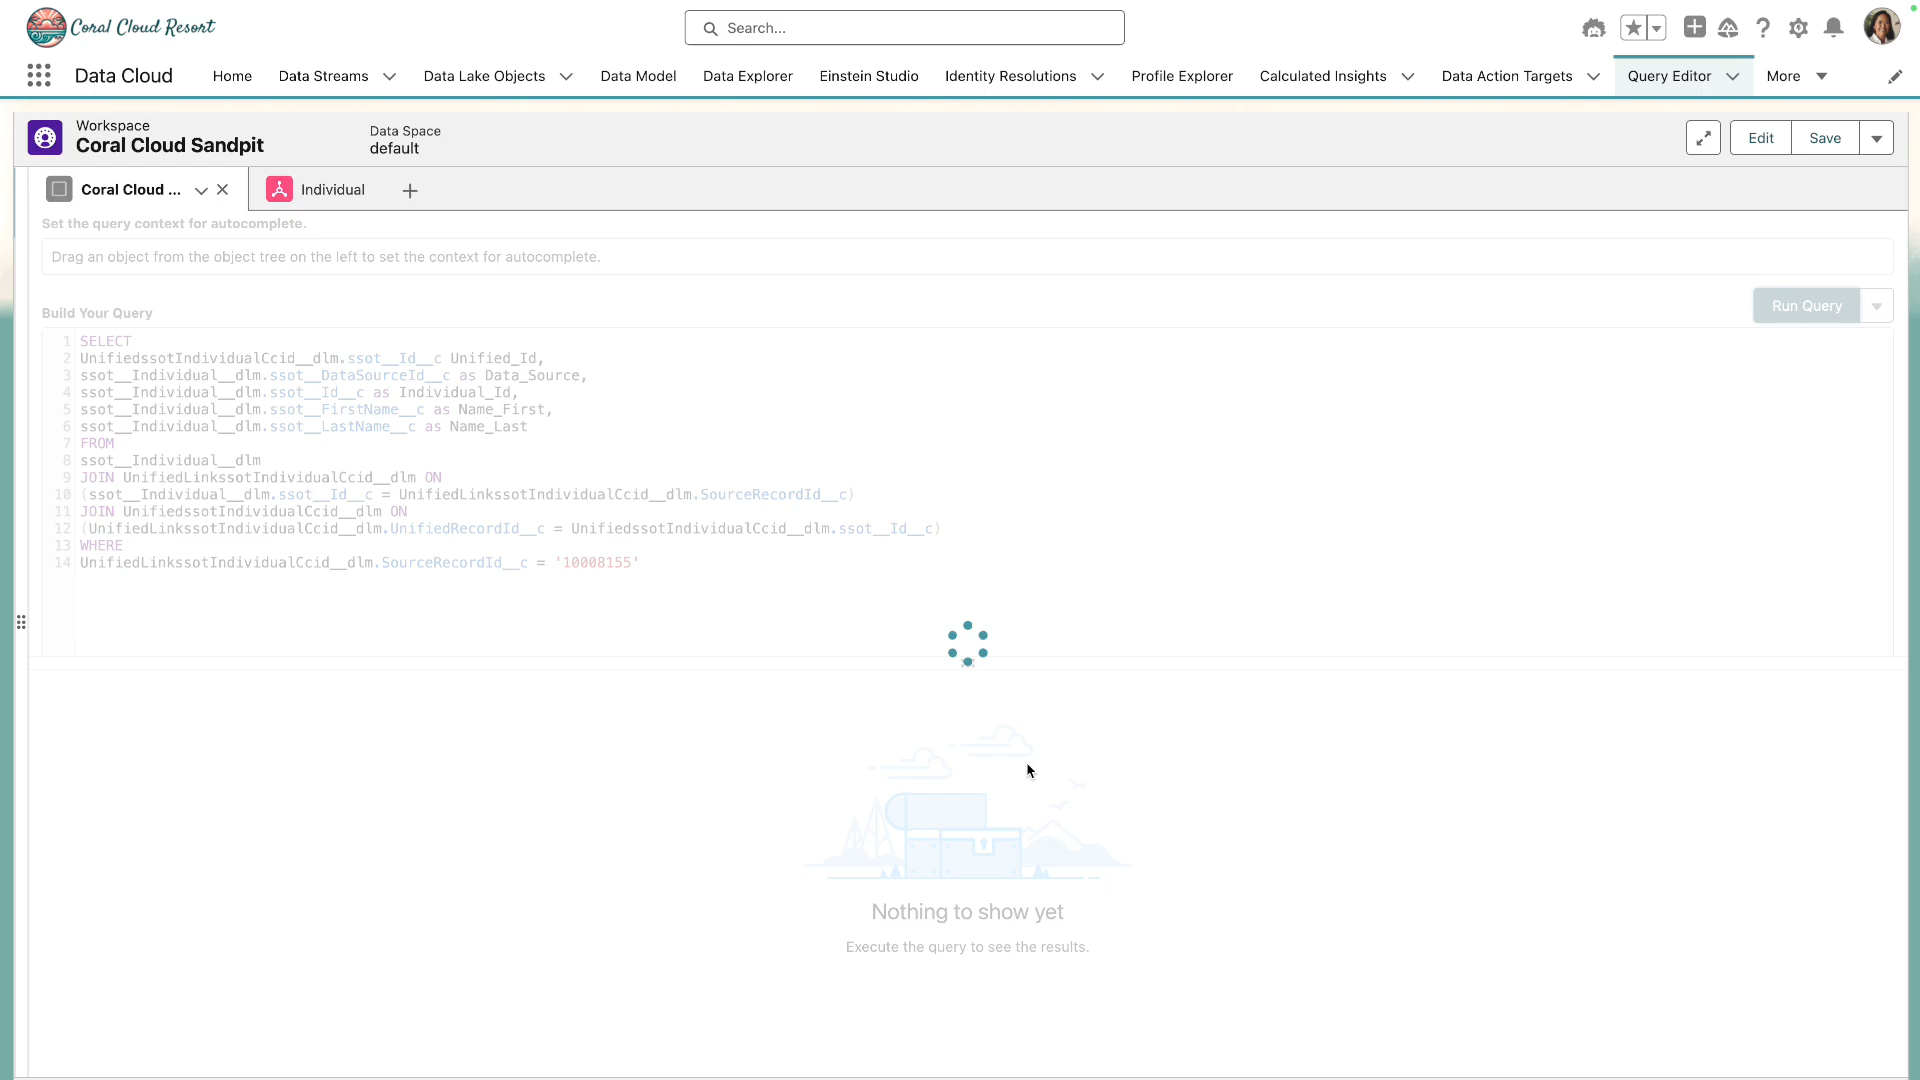 Coral Cloud Resort
Search...
Data Cloud
Home
Data Streams
Data Lake Objects
Data Model
Data Explorer
Einstein Studio
Identity Resolutions
Profile Explorer
Calculated Insights
Data Action Targets
Query Editor
More
Workspace
Coral Cloud Sandpit
Data Space
default
Edit
Save
Coral Cloud ...
Individual
Set the query context for autocomplete.
Drag an object from the object tree on the left to set the context for autocomplete.
Build Your Query
Run Query
1 SELECT
2 UnifiedssotIndividualCcid__dlm.ssot__Id__c Unified_Id,
3 ssot__Individual__dlm.ssot__DataSourceId__c as Data_Source,
4 ssot__Individual__dlm.ssot__Id__c as Individual_Id,
5 ssot__Individual__dlm.ssot__FirstName__c as Name_First,
6 ssot__Individual__dlm.ssot__LastName__c as Name_Last
7 FROM
8 ssot__Individual__dlm
9 JOIN UnifiedLinkssotIndividualCcid__dlm ON
10 (ssot__Individual__dlm.ssot__Id__c = UnifiedLinkssotIndividualCcid__dlm.SourceRecordId__c)
11 JOIN UnifiedssotIndividualCcid__dlm ON
12 (UnifiedLinkssotIndividualCcid__dlm.UnifiedRecordId__c = UnifiedssotIndividualCcid__dlm.ssot__Id__c)
13 WHERE
14 UnifiedLinkssotIndividualCcid__dlm.SourceRecordId__c = '10008155'
Nothing to show yet
Execute the query to see the results.